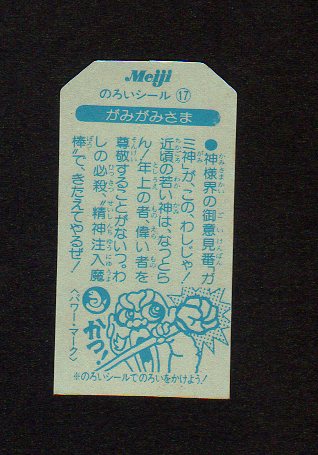 Meiji
のろいシール⑰
がみがみさま
●神様界の御意見番、ガ
ミ神が、この、わしじゃ!
近頃の若い神は、なっとら
ん!年上の者、偉い者を
尊敬することがないっ。わ
しの必殺、"精神注入魔
棒"で、きたえてやるぜ!
かつ!
〈パワー・マーク〉
※のろいシールでのろいをかけよう!